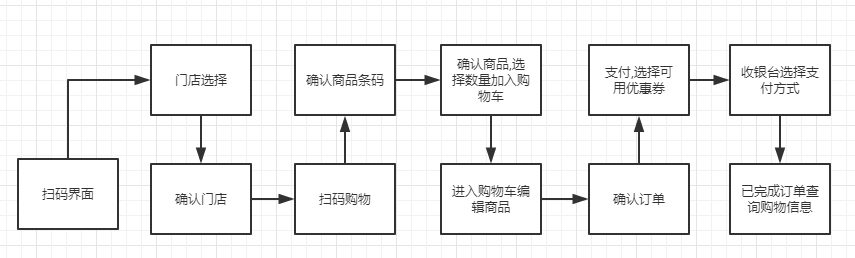 扫码界面
门店选择
确认门店
扫码购物
确认商品条码
确认商品,选
择数量加入购
物车
进入购物车编
辑商品
确认订单
支付,选择可
用优惠券
收银台选择支
付方式
已完成订单查
询购物信息